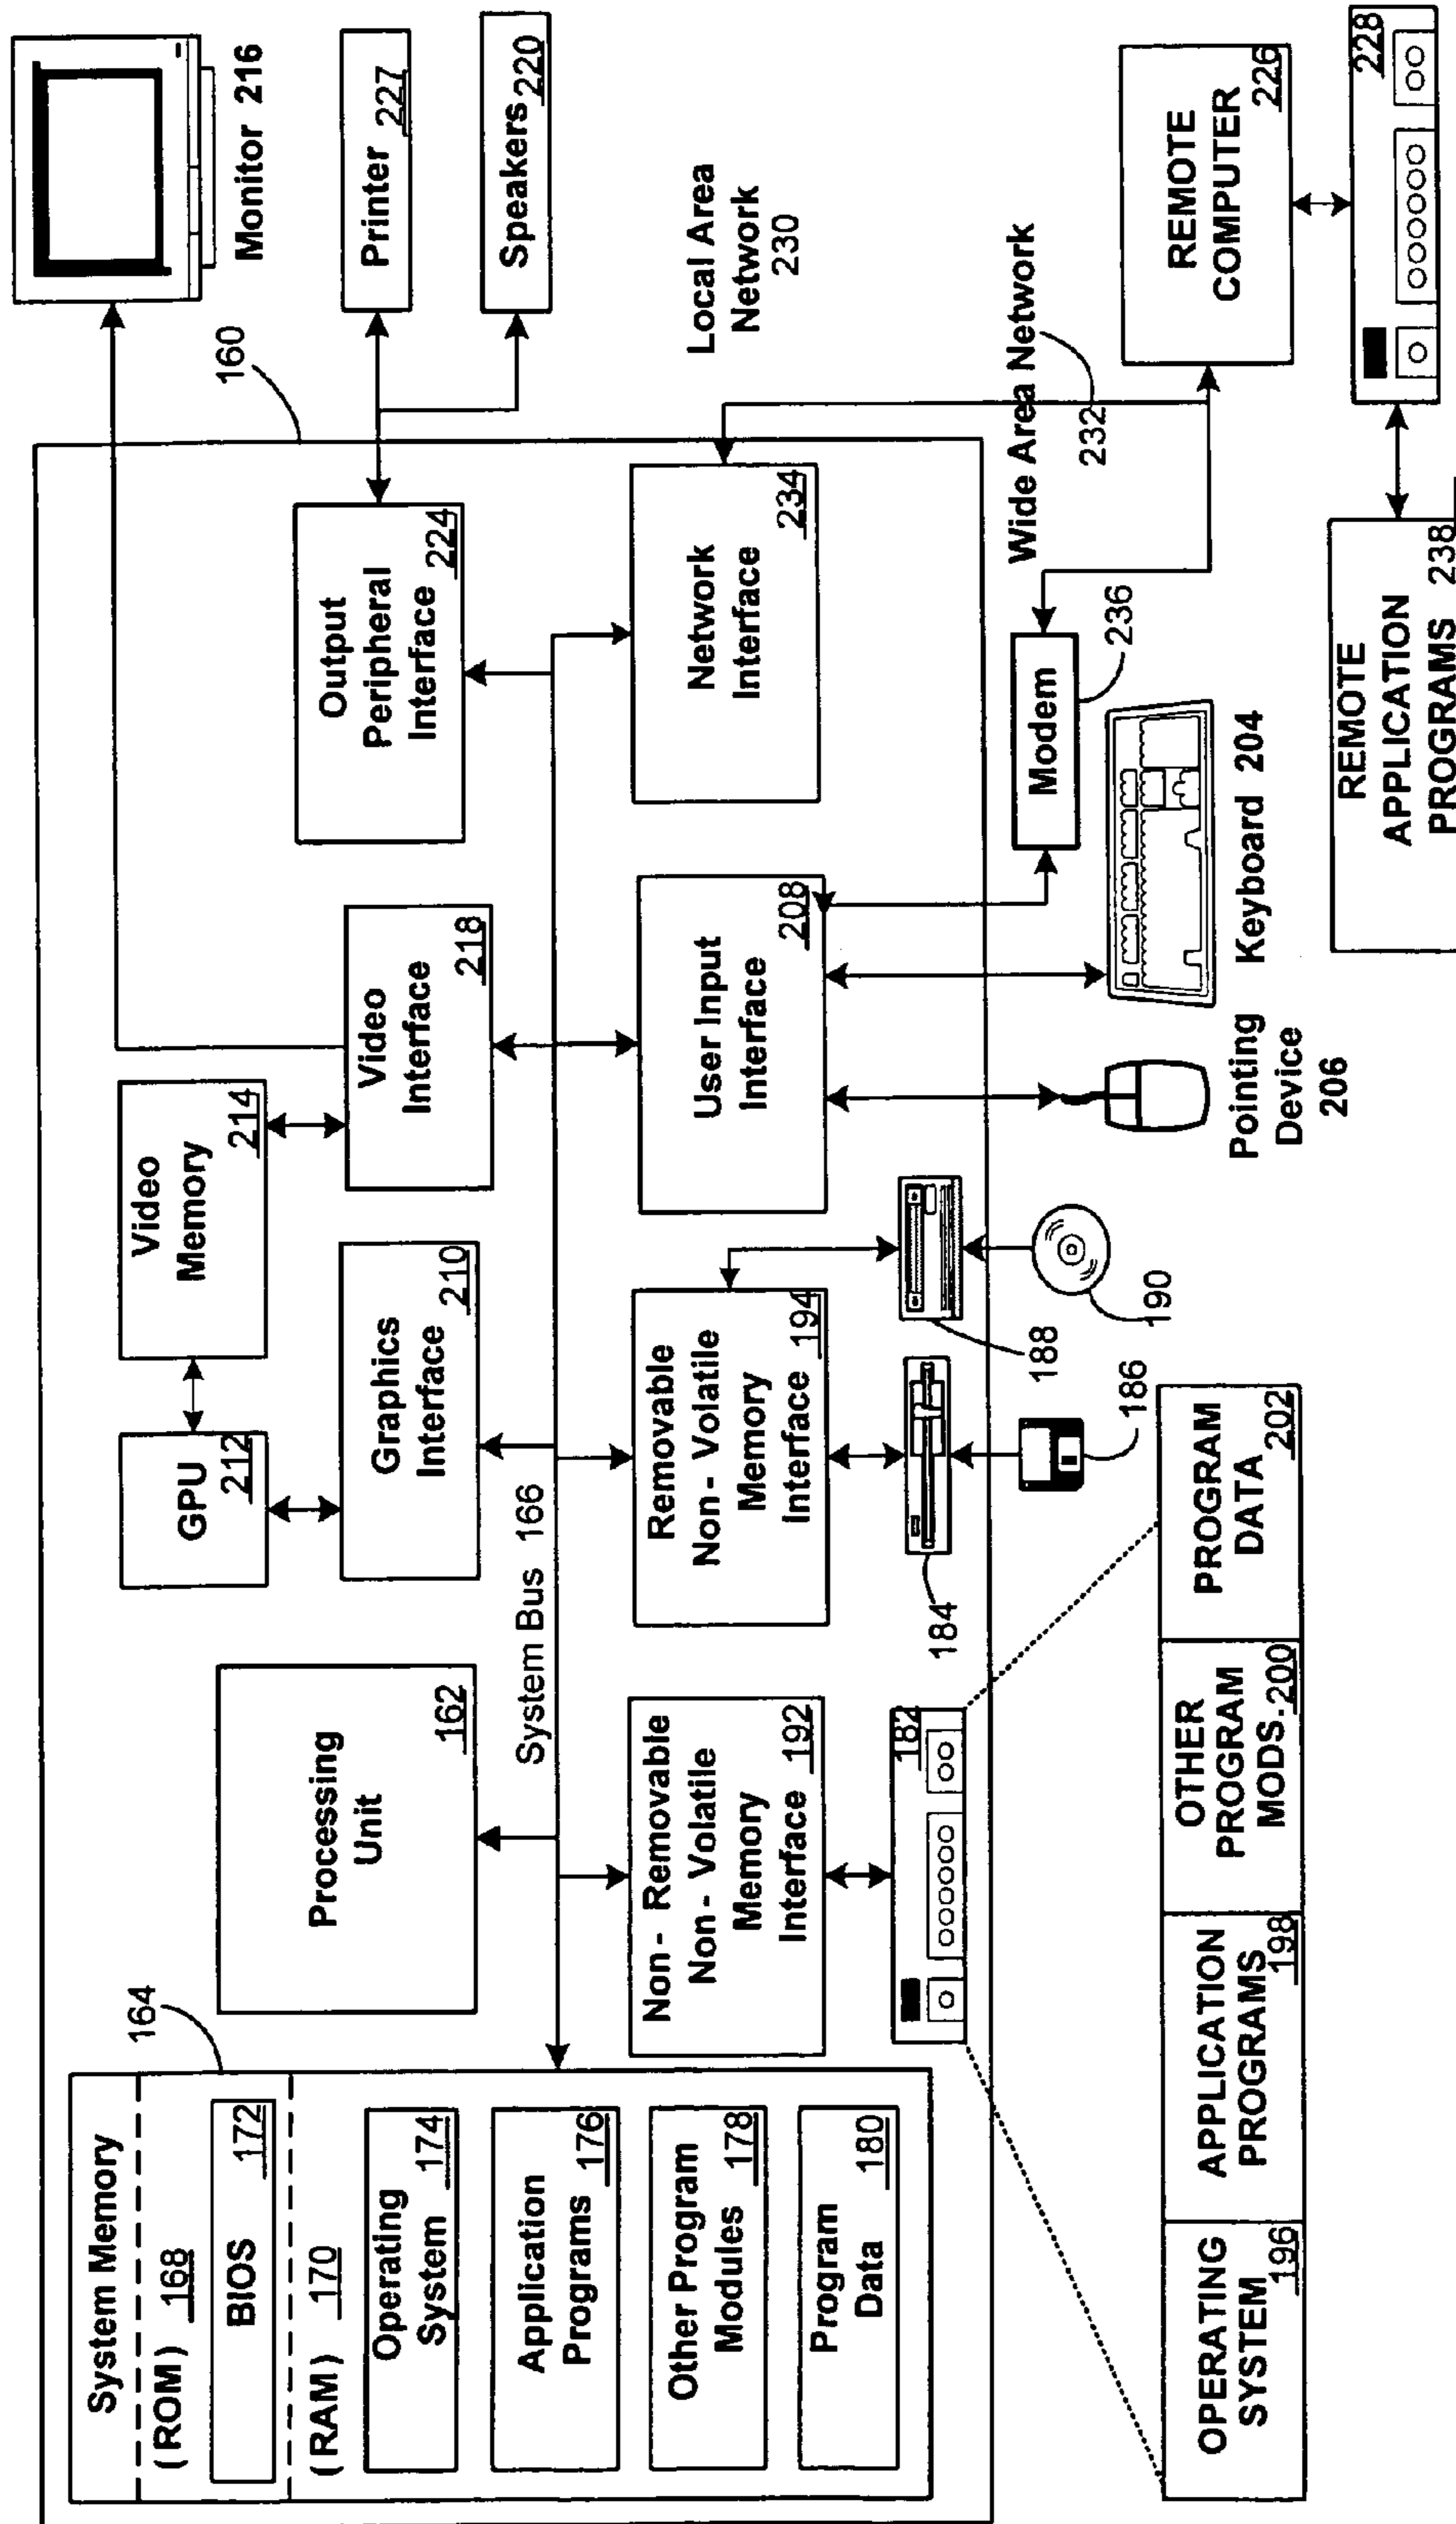 System Memory
164
(ROM) 168
BIOS 172
(RAM) 170
Operating
System 174
Application
Programs 176
Other Program
Modules 178
Program
Data 180
Processing
Unit
162
System Bus 166
GPU
212
Video
Memory
214
Graphics
Interface
210
Video
Interface
218
Output
Peripheral
Interface
224
160
Monitor 216
Printer
227
Speakers
220
Non - Removable
Non - Volatile
Memory
Interface 192
Removable
Non - Volatile
Memory
Interface 194
User Input
Interface
208
Network
Interface
234
Local Area
Network
230
182
184
188
186
190
Modem
236
Wide Area Network
232
Pointing
Device
206
Keyboard 204
REMOTE
COMPUTER
226
228
OPERATING
SYSTEM 196
APPLICATION
PROGRAMS 198
OTHER
PROGRAM
MODS. 200
PROGRAM
DATA 202
REMOTE
APPLICATION
PROGRAMS 238